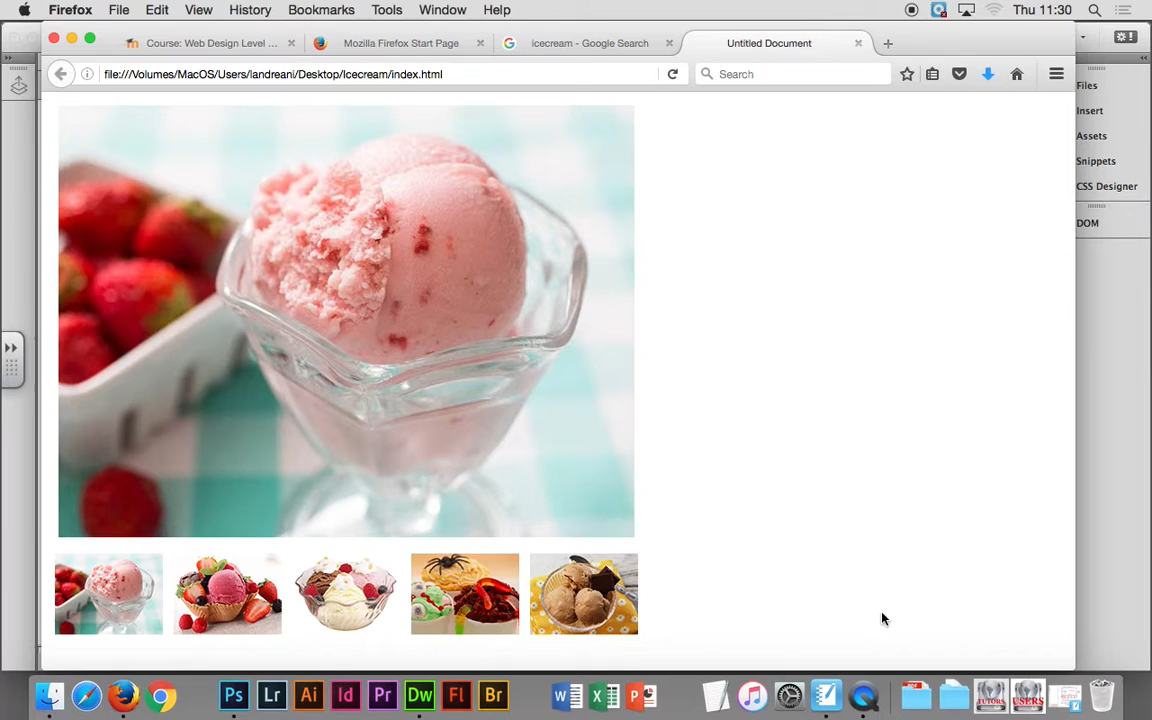 Firefox File Edit View History Bookmarks Tools Window Help Thu 11:30
Course: Web Design Level ... Mozilla Firefox Start Page icecream - Google Search Untitled Document
file:///Volumes/MacOS/Users/landreani/Desktop/Icecream/index.html Search
Files
Insert
Assets
Snippets
CSS Designer
DOM
Ps Lr Ai Id Pr Dw Fl Br
TUTORS USERS